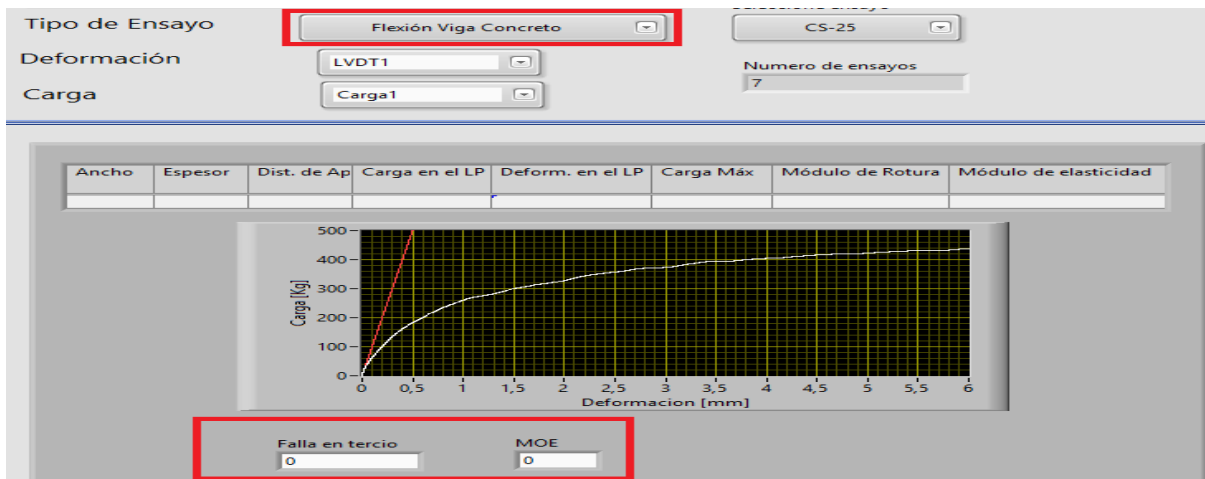 Tipo de Ensayo Flexión Viga Concreto CS-25
Deformación LVDT1 Numero de ensayos
Carga Carga1 7
Ancho Espesor Dist. de Ap Carga en el LP Deform. en el LP Carga Máx Módulo de Rotura Módulo de elasticidad
500
400
Carga [Kg]
300
200
100
0
0 0,5 1 1,5 2 2,5 3 3,5 4 4,5 5 5,5 6
Deformacion [mm]
Falla en tercio MOE
0 0